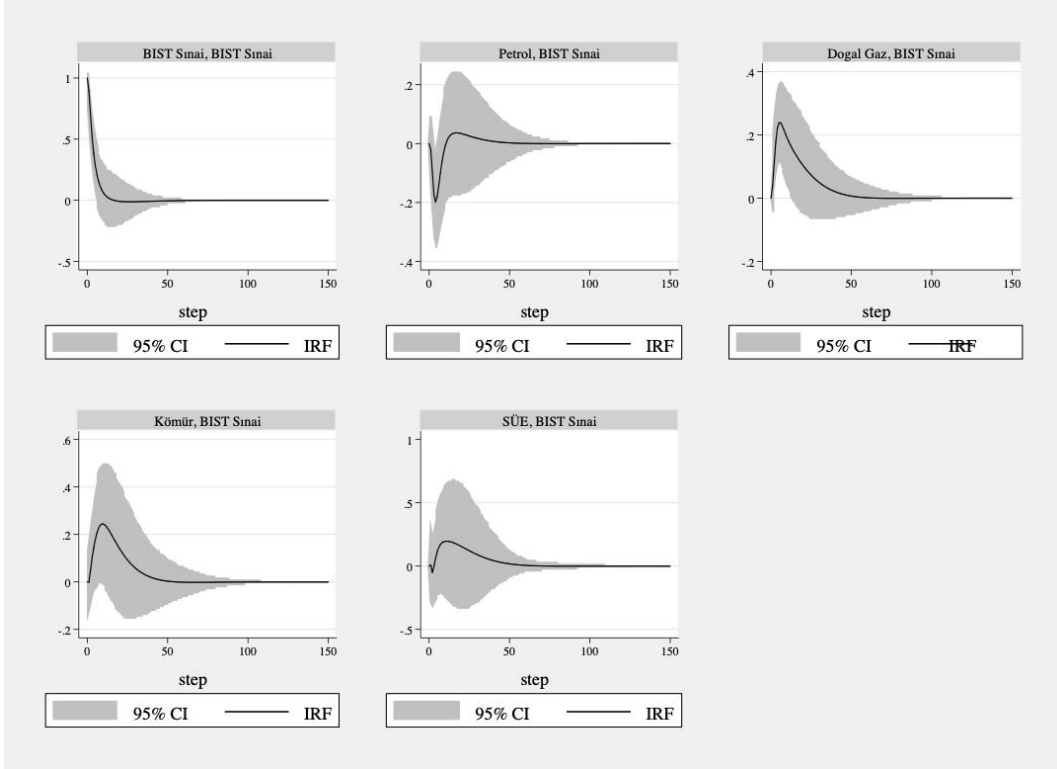 BIST Sınai, BIST Sınai
1
.5
0
-.5
0 50 100 150
step
95% CI IRF
Petrol, BIST Sınai
.2
0
-.2
-.4
0 50 100 150
step
95% CI IRF
Dogal Gaz, BIST Sınai
.4
.2
0
-.2
0 50 100 150
step
95% CI IRF
Kömür, BIST Sınai
.6
.4
.2
0
-.2
0 50 100 150
step
95% CI IRF
SÜE, BIST Sınai
1
.5
0
-.5
0 50 100 150
step
95% CI IRF